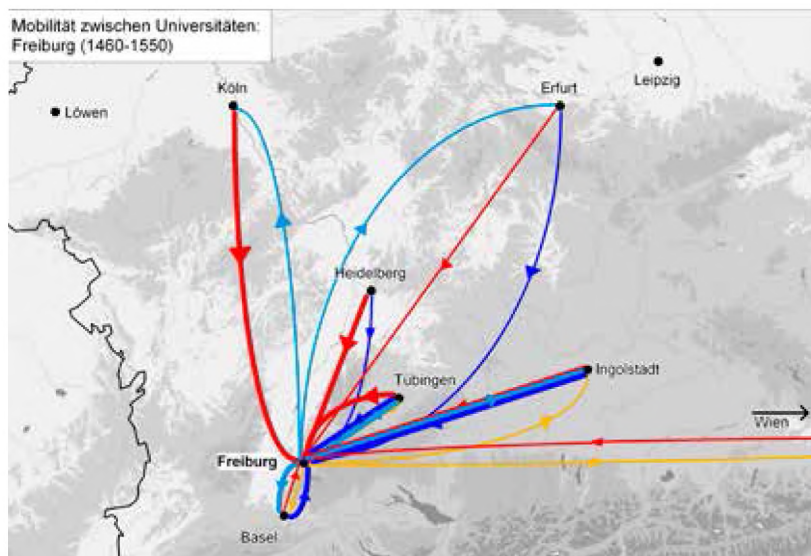 Mobilität zwischen Universitäten:
Freiburg (1460-1550)
Köln
Erfurt
Leipzig
Löwen
Heidelberg
Tübingen
Ingolstadt
Wien
Freiburg
Basel